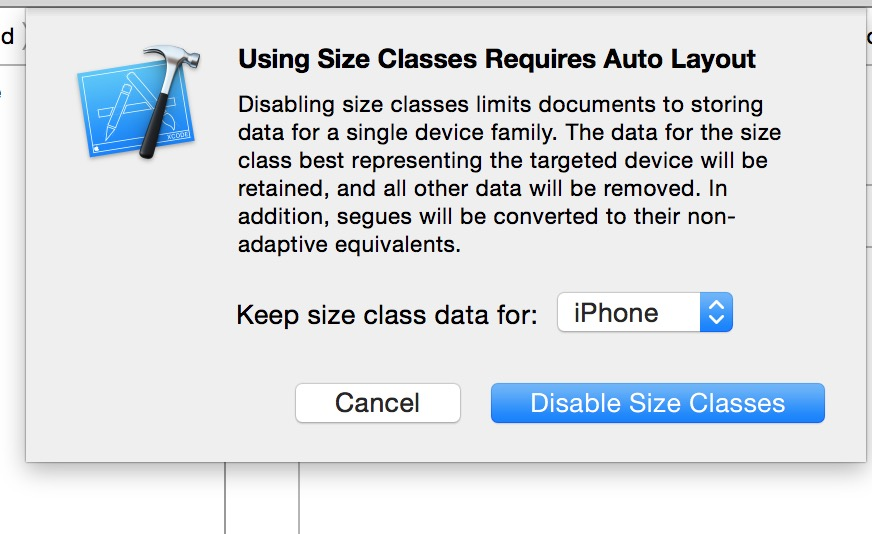 d
Using Size Classes Requires Auto Layout
Disabling size classes limits documents to storing
data for a single device family. The data for the size
class best representing the targeted device will be
retained, and all other data will be removed. In
addition, segues will be converted to their non-
adaptive equivalents.
XCODE
Keep size class data for: iPhone
Cancel Disable Size Classes